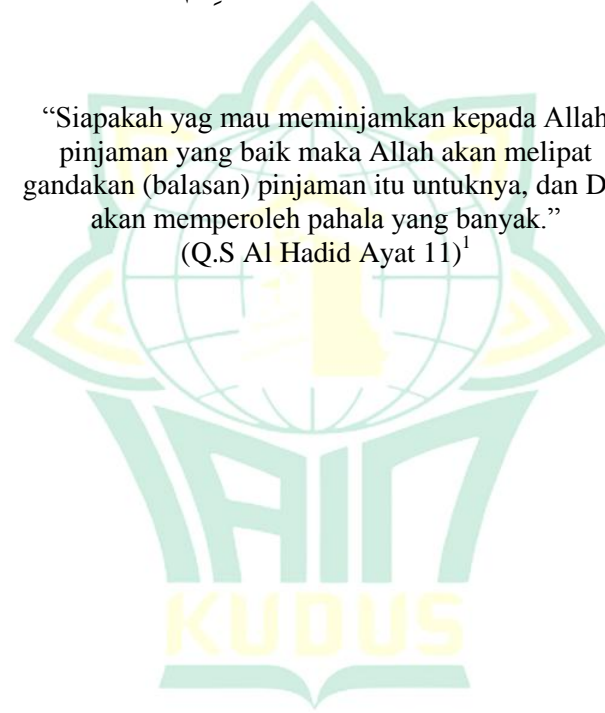 “Siapakah yag mau meminjamkan kepada Allah
pinjaman yang baik maka Allah akan melipat
gandakan (balasan) pinjaman itu untuknya, dan
akan memperoleh pahala yang banyak.”
(Q.S Al Hadid Ayat 11)1
IAIN
KUDUS